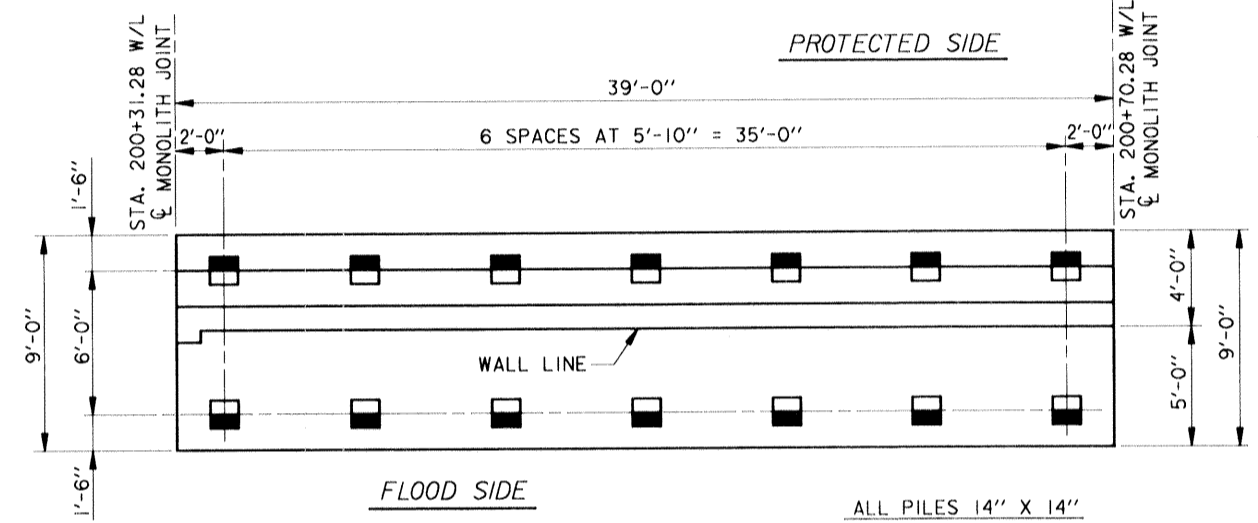 PROTECTED SIDE
STA. 200+31.28 W/L
℄ MONOLITH JOINT
STA. 200+70.28 W/L
℄ MONOLITH JOINT
39'-0"
2'-0"
6 SPACES AT 5'-10" = 35'-0"
2'-0"
1'-6"
9'-0"
6'-0"
1'-6"
4'-0"
5'-0"
9'-0"
WALL LINE
FLOOD SIDE
ALL PILES 14" X 14"